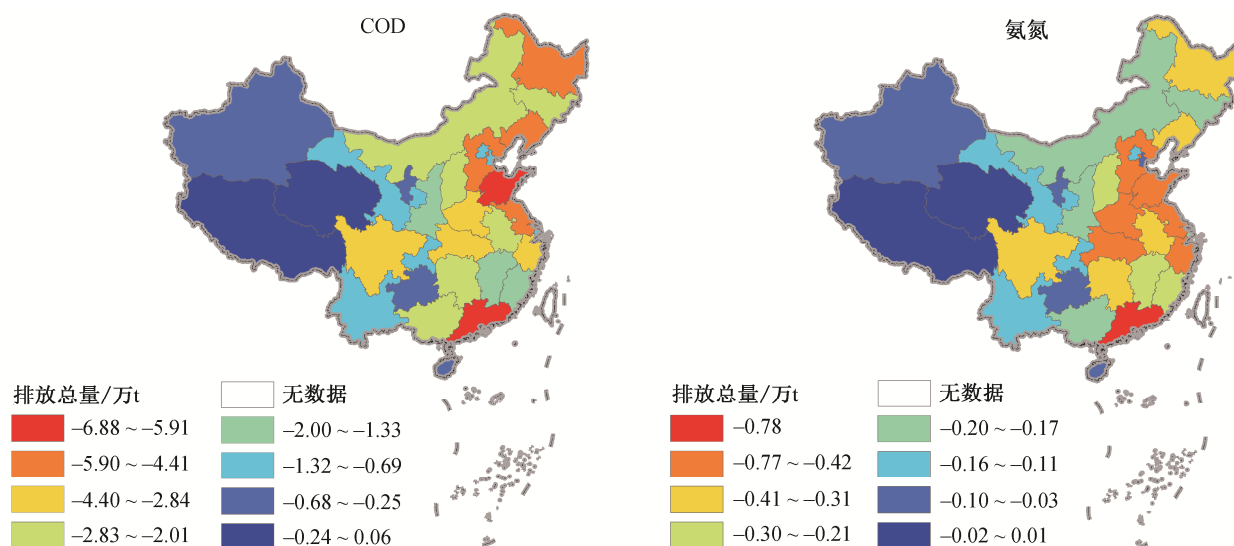 COD
排放总量/万t
无数据
–6.88 ~ –5.91
–2.00 ~ –1.33
–5.90 ~ –4.41
–1.32 ~ –0.69
–4.40 ~ –2.84
–0.68 ~ –0.25
–2.83 ~ –2.01
–0.24 ~ 0.06
氨氮
排放总量/万t
无数据
–0.78
–0.20 ~ –0.17
–0.77 ~ –0.42
–0.16 ~ –0.11
–0.41 ~ –0.31
–0.10 ~ –0.03
–0.30 ~ –0.21
–0.02 ~ 0.01